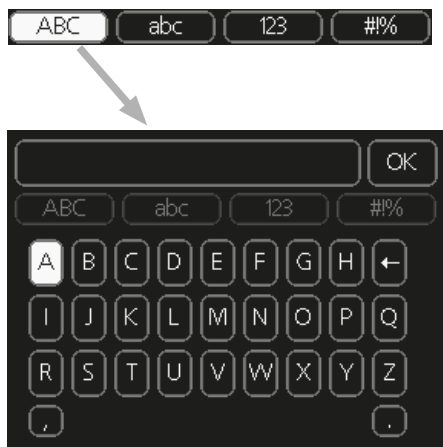 ABC abc 123 #!%
OK
ABC abc 123 #!%
A B C D E F G H ←
I J K L M N O P Q
R S T U V W X Y Z
, .